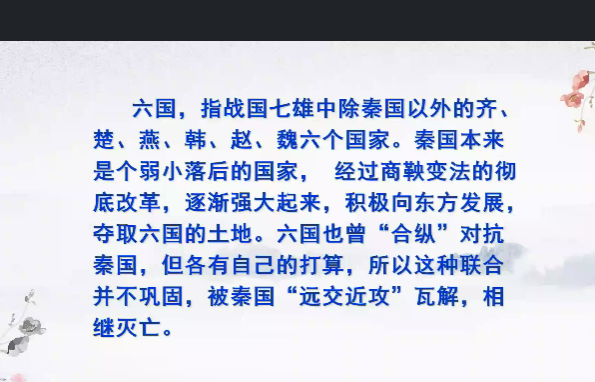 六国，指战国七雄中除秦国以外的齐、
楚、燕、韩、赵、魏六个国家。秦国本来
是个弱小落后的国家， 经过商鞅变法的彻
底改革，逐渐强大起来，积极向东方发展，
夺取六国的土地。六国也曾“合纵”对抗
秦国，但各有自己的打算，所以这种联合
并不巩固，被秦国“远交近攻”瓦解，相
继灭亡。